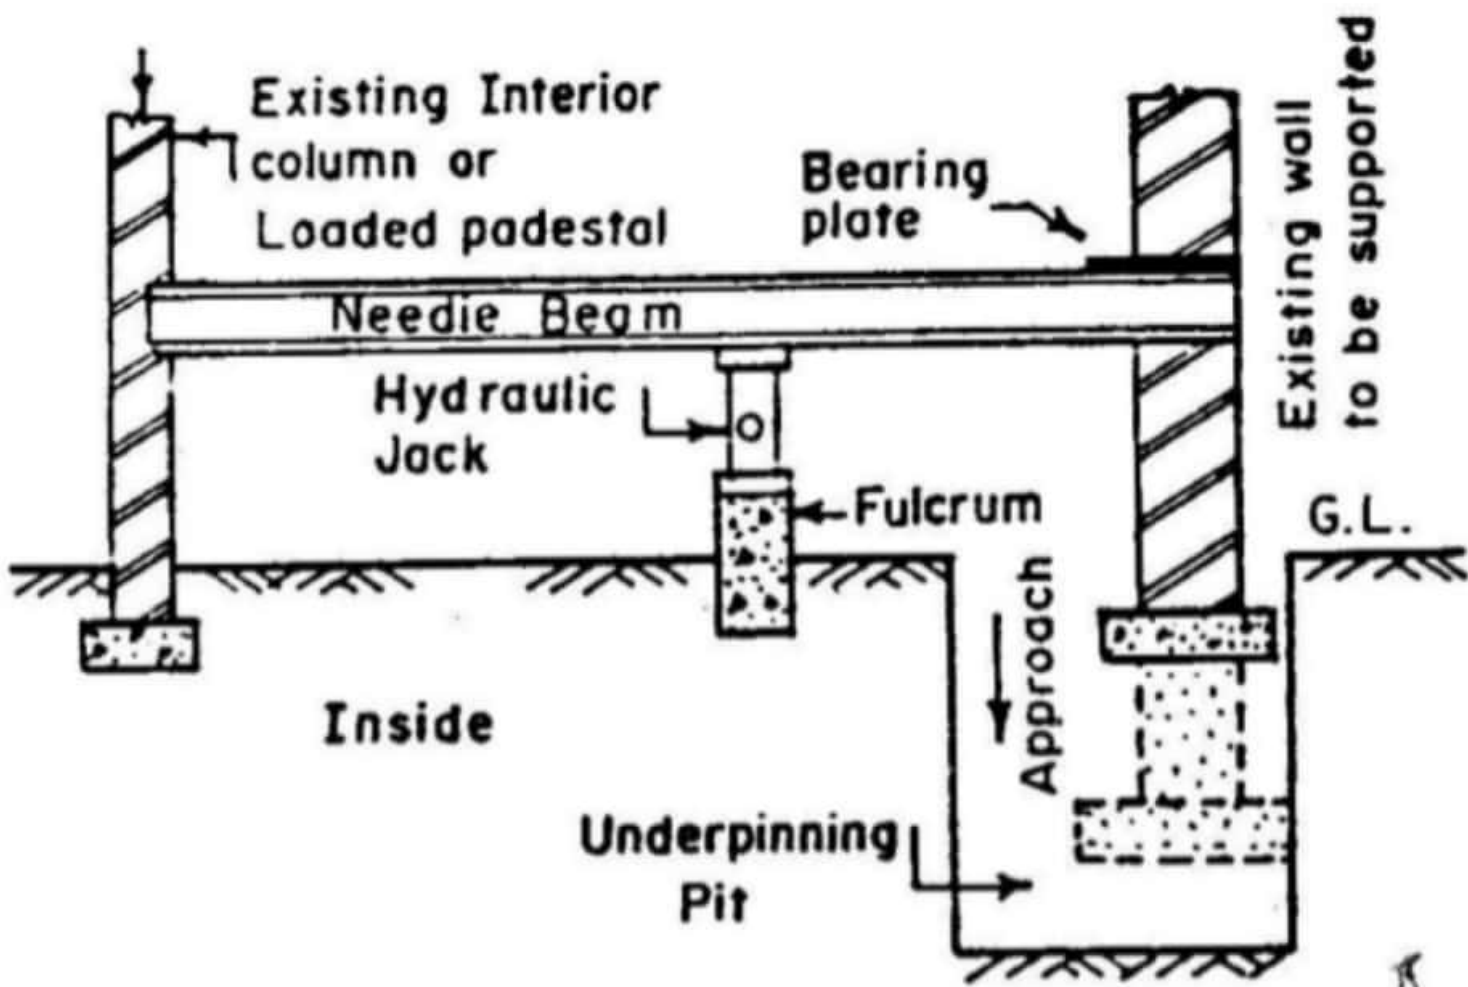 Existing Interior
column or
Loaded padestal
Bearing
plate
Existing wall
to be supported
Needie Beam
Hydraulic
Jack
Fulcrum
G.L.
Approach
Inside
Underpinning
Pit